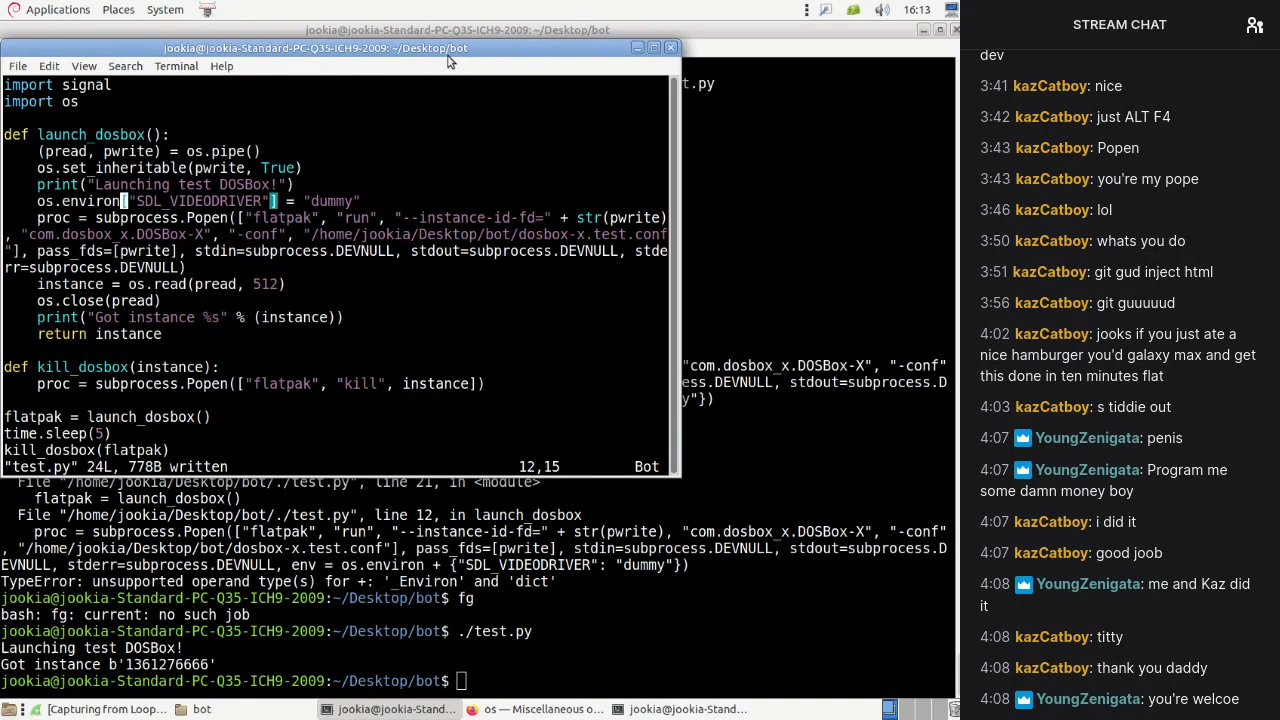 Applications Places System
16:13
jookia@jookia-Standard-PC-Q35-ICH9-2009: ~/Desktop/bot
jookia@jookia-Standard-PC-Q35-ICH9-2009: ~/Desktop/bot
File Edit View Search Terminal Help
import signal
import os
def launch_dosbox():
(pread, pwrite) = os.pipe()
os.set_inheritable(pwrite, True)
print("Launching test DOSBox!")
os.environ["SDL_VIDEODRIVER"] = "dummy"
proc = subprocess.Popen(["flatpak", "run", "--instance-id-fd=" + str(pwrite)
, "com.dosbox_x.DOSBox-X", "-conf", "/home/jookia/Desktop/bot/dosbox-x.test.conf
"], pass_fds=[pwrite], stdin=subprocess.DEVNULL, stdout=subprocess.DEVNULL, stde
rr=subprocess.DEVNULL)
instance = os.read(pread, 512)
os.close(pread)
print("Got instance %s" % (instance))
return instance
def kill_dosbox(instance):
proc = subprocess.Popen(["flatpak", "kill", instance])
flatpak = launch_dosbox()
time.sleep(5)
kill_dosbox(flatpak)
"test.py" 24L, 778B written 12,15 Bot
t.py
"com.dosbox_x.DOSBox-X", "-conf"
ess.DEVNULL, stdout=subprocess.D
y"})
File "/home/jookia/Desktop/bot/./test.py", line 21, in <module>
flatpak = launch_dosbox()
File "/home/jookia/Desktop/bot/./test.py", line 12, in launch_dosbox
proc = subprocess.Popen(["flatpak", "run", "--instance-id-fd=" + str(pwrite), "com.dosbox_x.DOSBox-X", "-conf"
, "/home/jookia/Desktop/bot/dosbox-x.test.conf"], pass_fds=[pwrite], stdin=subprocess.DEVNULL, stdout=subprocess.D
EVNULL, stderr=subprocess.DEVNULL, env = os.environ + {"SDL_VIDEODRIVER": "dummy"})
TypeError: unsupported operand type(s) for +: '_Environ' and 'dict'
jookia@jookia-Standard-PC-Q35-ICH9-2009:~/Desktop/bot$ fg
bash: fg: current: no such job
jookia@jookia-Standard-PC-Q35-ICH9-2009:~/Desktop/bot$ ./test.py
Launching test DOSBox!
Got instance b'1361276666'
jookia@jookia-Standard-PC-Q35-ICH9-2009:~/Desktop/bot$
[Capturing from Loop... bot jookia@jookia-Stand... os — Miscellaneous o... jookia@jookia-Stand...
STREAM CHAT
dev
3:41 kazCatboy: nice
3:42 kazCatboy: just ALT F4
3:43 kazCatboy: Popen
3:43 kazCatboy: you're my pope
3:46 kazCatboy: lol
3:50 kazCatboy: whats you do
3:51 kazCatboy: git gud inject html
3:56 kazCatboy: git guuuuud
4:02 kazCatboy: jooks if you just ate a
nice hamburger you'd galaxy max and get
this done in ten minutes flat
4:03 kazCatboy: s tiddie out
4:07 YoungZenigata: penis
4:07 YoungZenigata: Program me
some damn money boy
4:07 kazCatboy: i did it
4:07 kazCatboy: good joob
4:08 YoungZenigata: me and Kaz did
it
4:08 kazCatboy: titty
4:08 kazCatboy: thank you daddy
4:08 YoungZenigata: you're welcoe